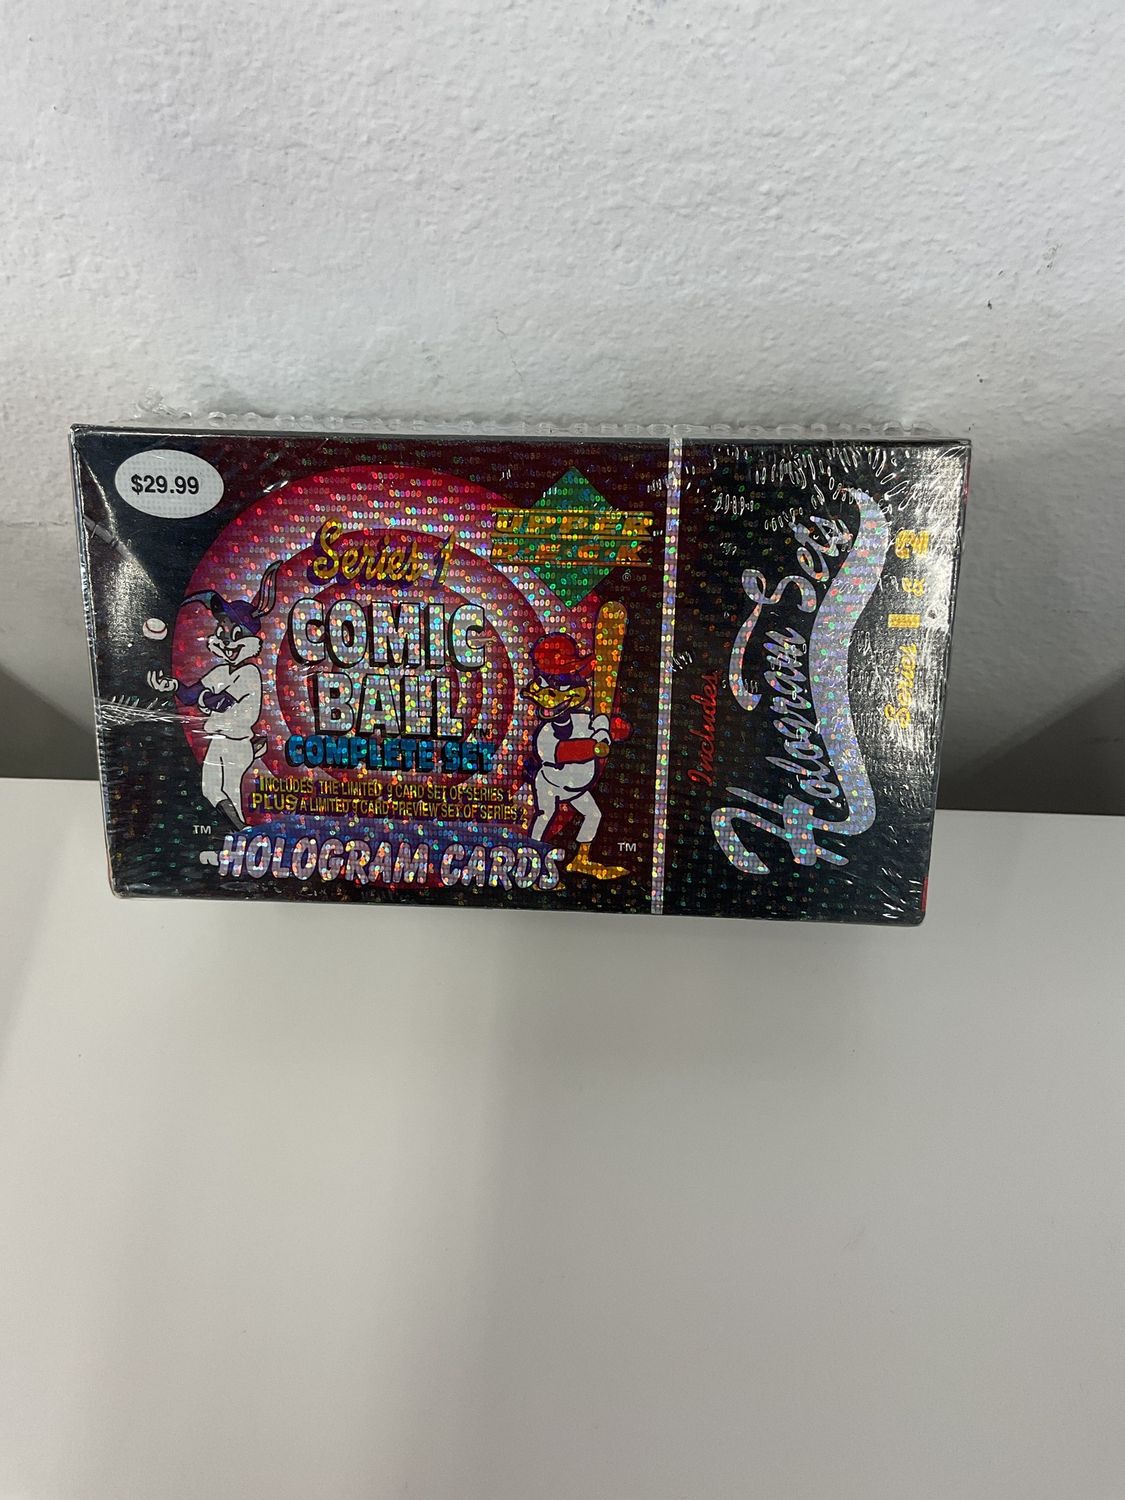 $29.99
UPPER
DECK
®
Series 1
COMIC
BALL™
COMPLETE SET
INCLUDES THE LIMITED 9 CARD SET OF SERIES 1
PLUS A LIMITED 9 CARD PREVIEW SET OF SERIES 2
HOLOGRAM CARDS
TM
TM
Includes
Hologram Sets
Series 1 & 2